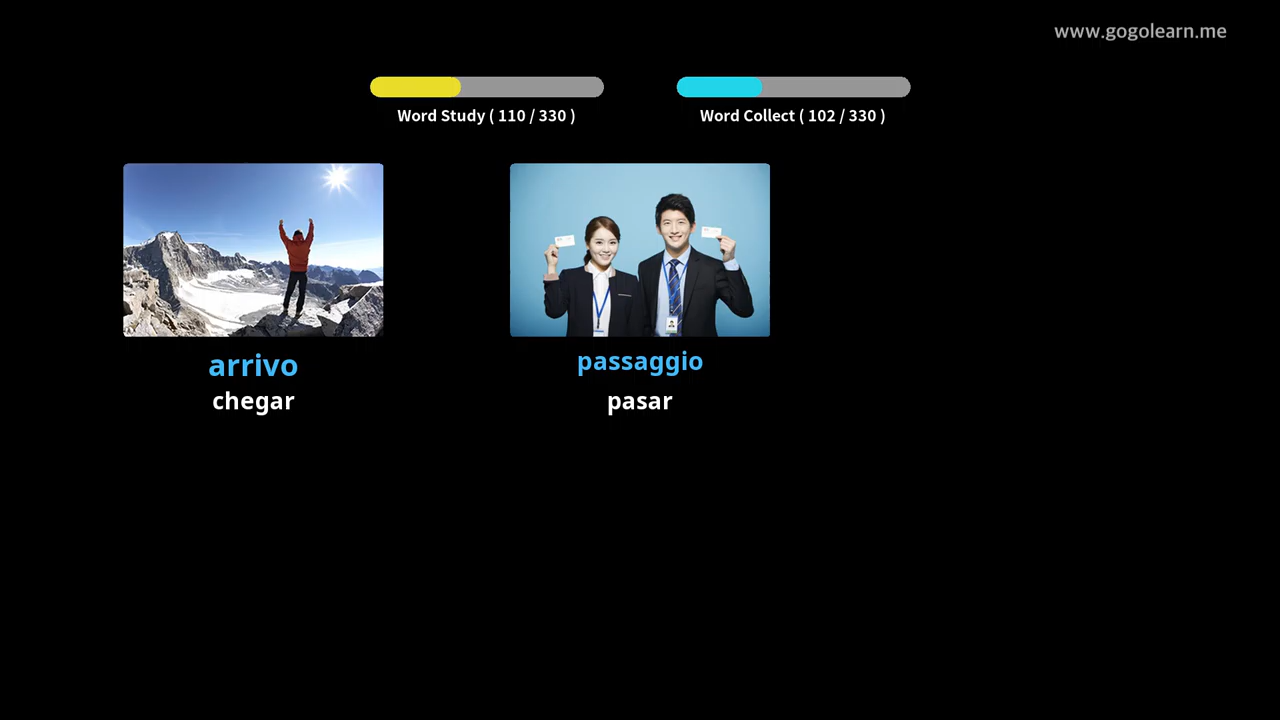 www.gogolearn.me
Word Study ( 110 / 330 )
Word Collect ( 102 / 330 )
arrivo
chegar
passaggio
pasar